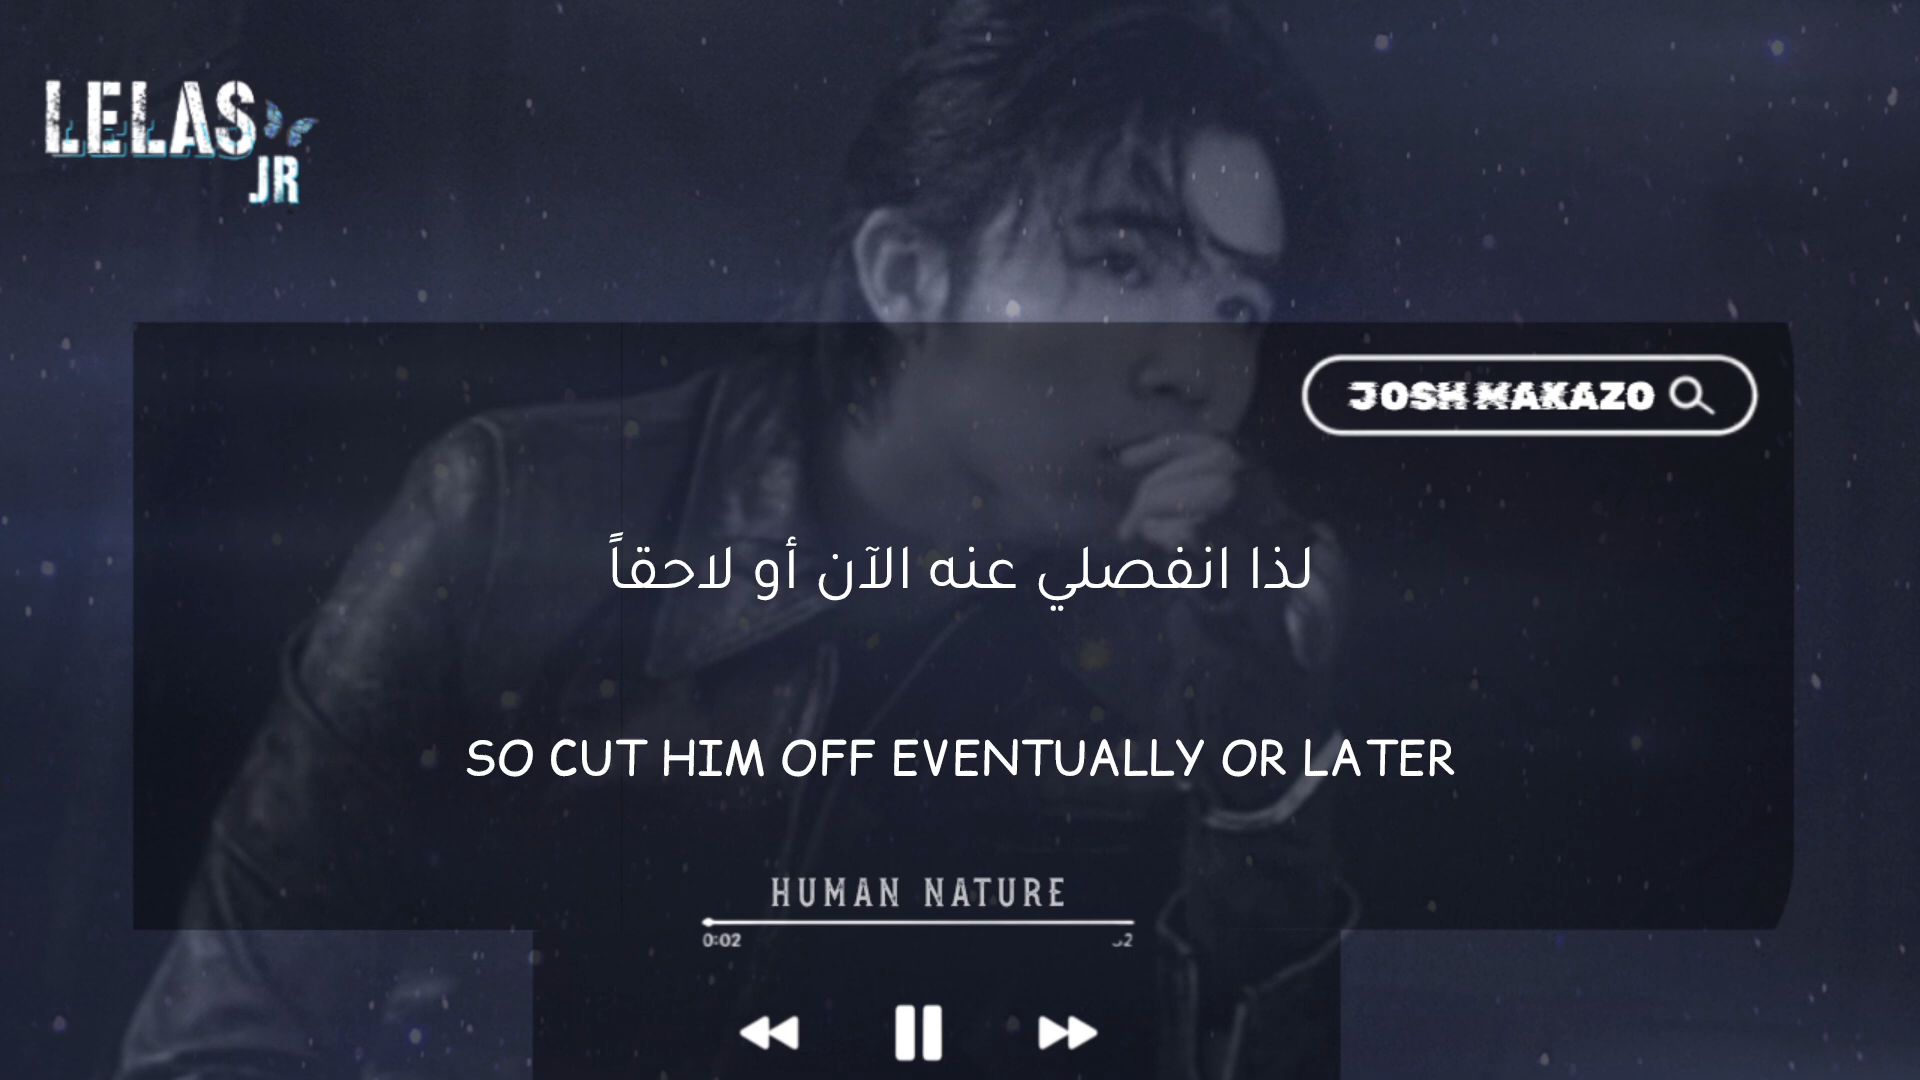 LELAS
JR
JOSH MAKAZO
لذا انفصلي عنه الآن أو لاحقاً
SO CUT HIM OFF EVENTUALLY OR LATER
HUMAN NATURE
0:02